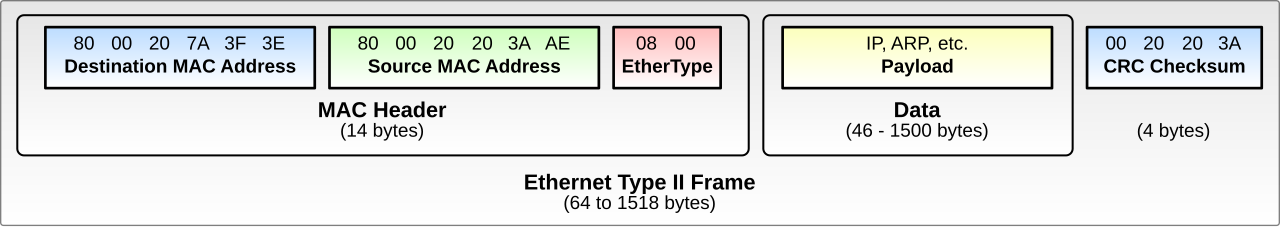 80 00 20 7A 3F 3E
Destination MAC Address
80 00 20 20 3A AE
Source MAC Address
08 00
EtherType
MAC Header
(14 bytes)
IP, ARP, etc.
Payload
Data
(46 - 1500 bytes)
00 20 20 3A
CRC Checksum
(4 bytes)
Ethernet Type II Frame
(64 to 1518 bytes)